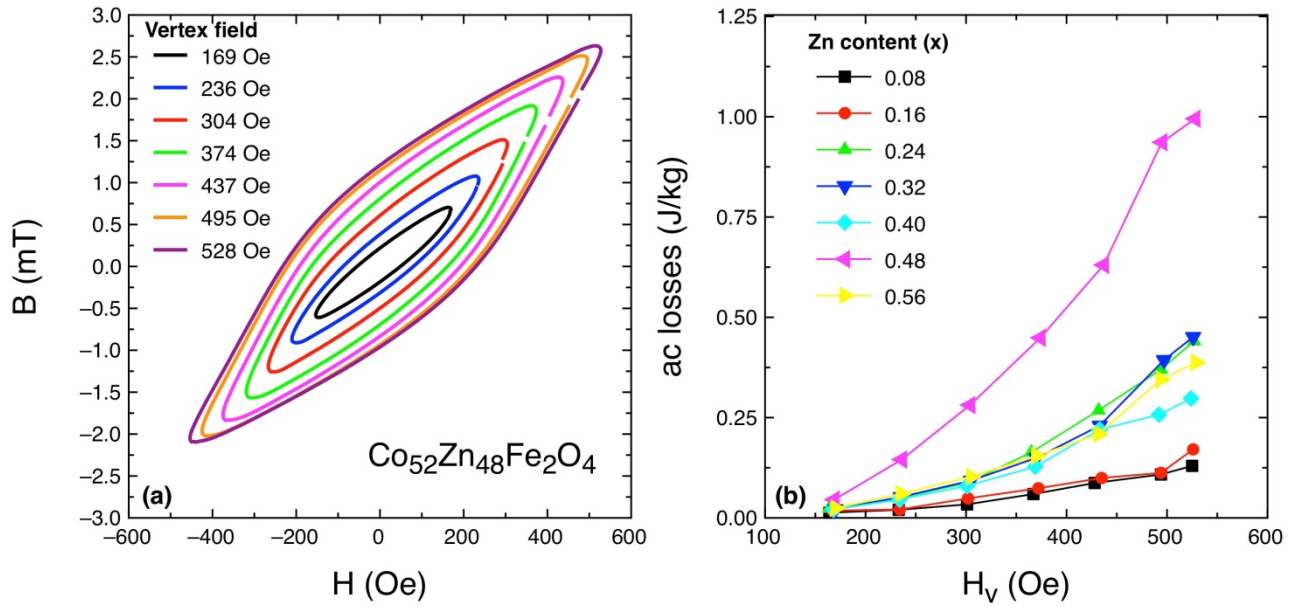 3.0
2.5
2.0
1.5
1.0
0.5
0.0
−0.5
−1.0
−1.5
−2.0
−2.5
−3.0
B (mT)
Vertex field
169 Oe
236 Oe
304 Oe
374 Oe
437 Oe
495 Oe
528 Oe
Co52Zn48Fe2O4
(a)
−600 −400 −200 0 200 400 600
H (Oe)
1.25
1.00
0.75
0.50
0.25
0.00
ac losses (J/kg)
Zn content (x)
0.08
0.16
0.24
0.32
0.40
0.48
0.56
(b)
100 200 300 400 500 600
Hv (Oe)